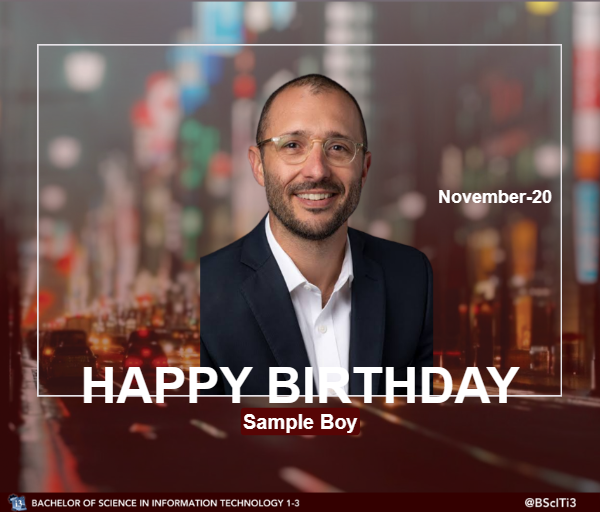 November-20
HAPPY BIRTHDAY
Sample Boy
BACHELOR OF SCIENCE IN INFORMATION TECHNOLOGY 1-3
@BScITi3